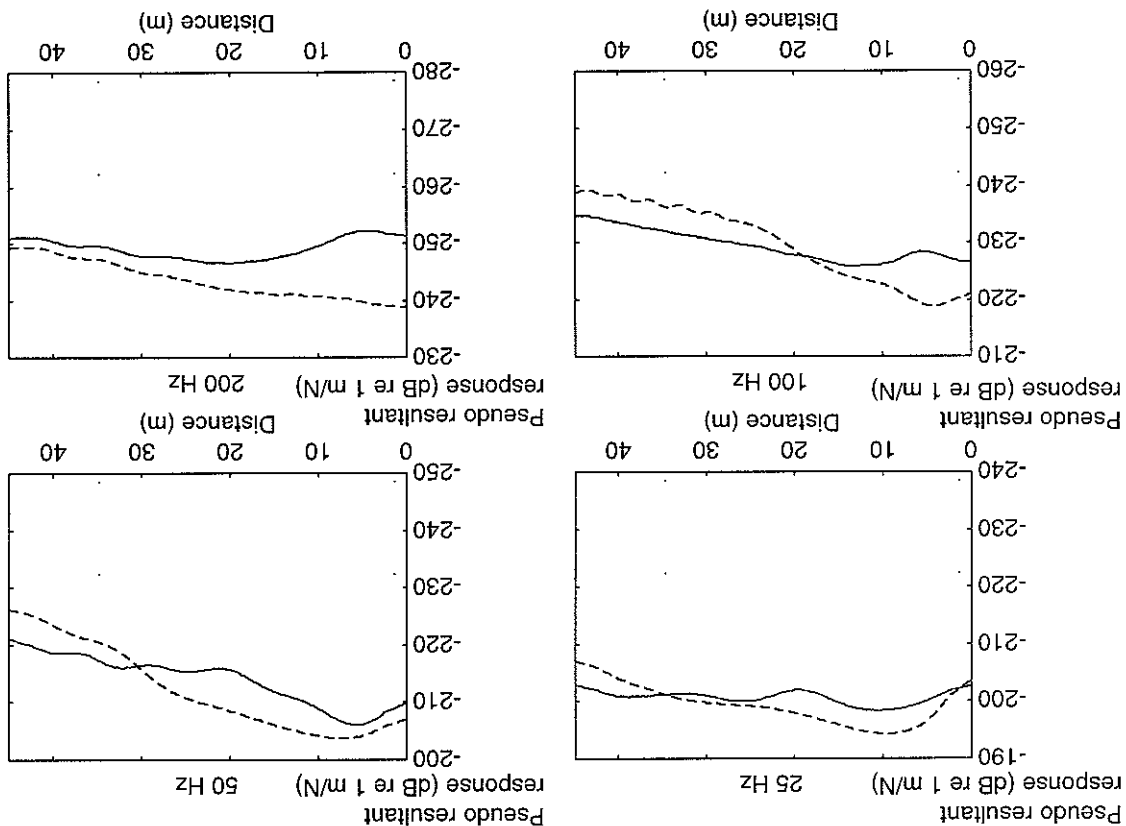 Pseudo resultant
response (dB re 1 m/N)
25 Hz
-190
-200
-210
-220
-230
-240
0 10 20 30 40
Distance (m)
Pseudo resultant
response (dB re 1 m/N)
50 Hz
-200
-210
-220
-230
-240
-250
0 10 20 30 40
Distance (m)
Pseudo resultant
response (dB re 1 m/N)
100 Hz
-210
-220
-230
-240
-250
-260
0 10 20 30 40
Distance (m)
Pseudo resultant
response (dB re 1 m/N)
200 Hz
-230
-240
-250
-260
-270
-280
0 10 20 30 40
Distance (m)